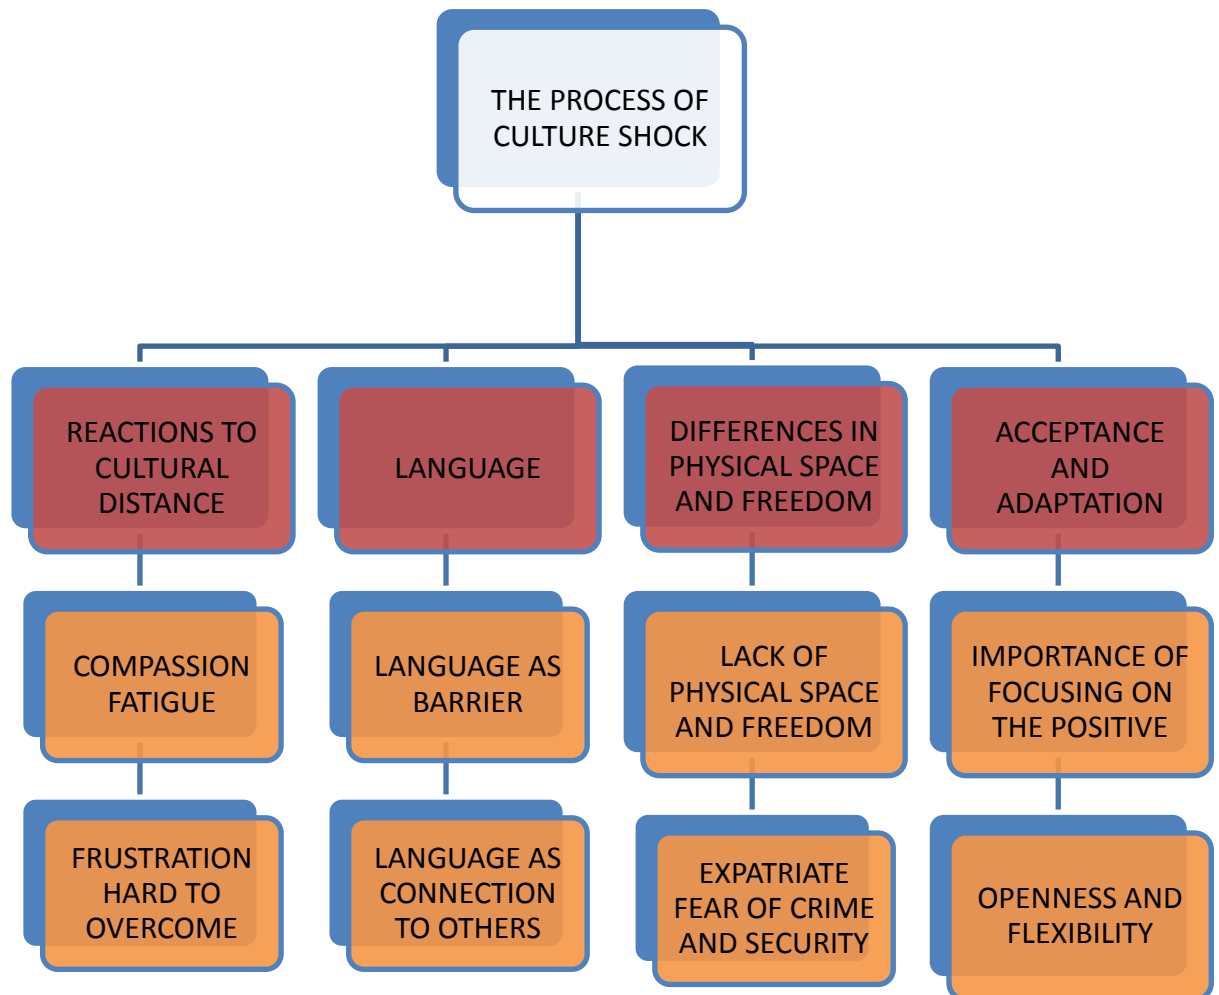 THE PROCESS OF
CULTURE SHOCK
REACTIONS TO
CULTURAL
DISTANCE
LANGUAGE
DIFFERENCES IN
PHYSICAL SPACE
AND FREEDOM
ACCEPTANCE
AND
ADAPTATION
COMPASSION
FATIGUE
LANGUAGE AS
BARRIER
LACK OF
PHYSICAL SPACE
AND FREEDOM
IMPORTANCE OF
FOCUSING ON
THE POSITIVE
FRUSTRATION
HARD TO
OVERCOME
LANGUAGE AS
CONNECTION
TO OTHERS
EXPATRIATE
FEAR OF CRIME
AND SECURITY
OPENNESS AND
FLEXIBILITY